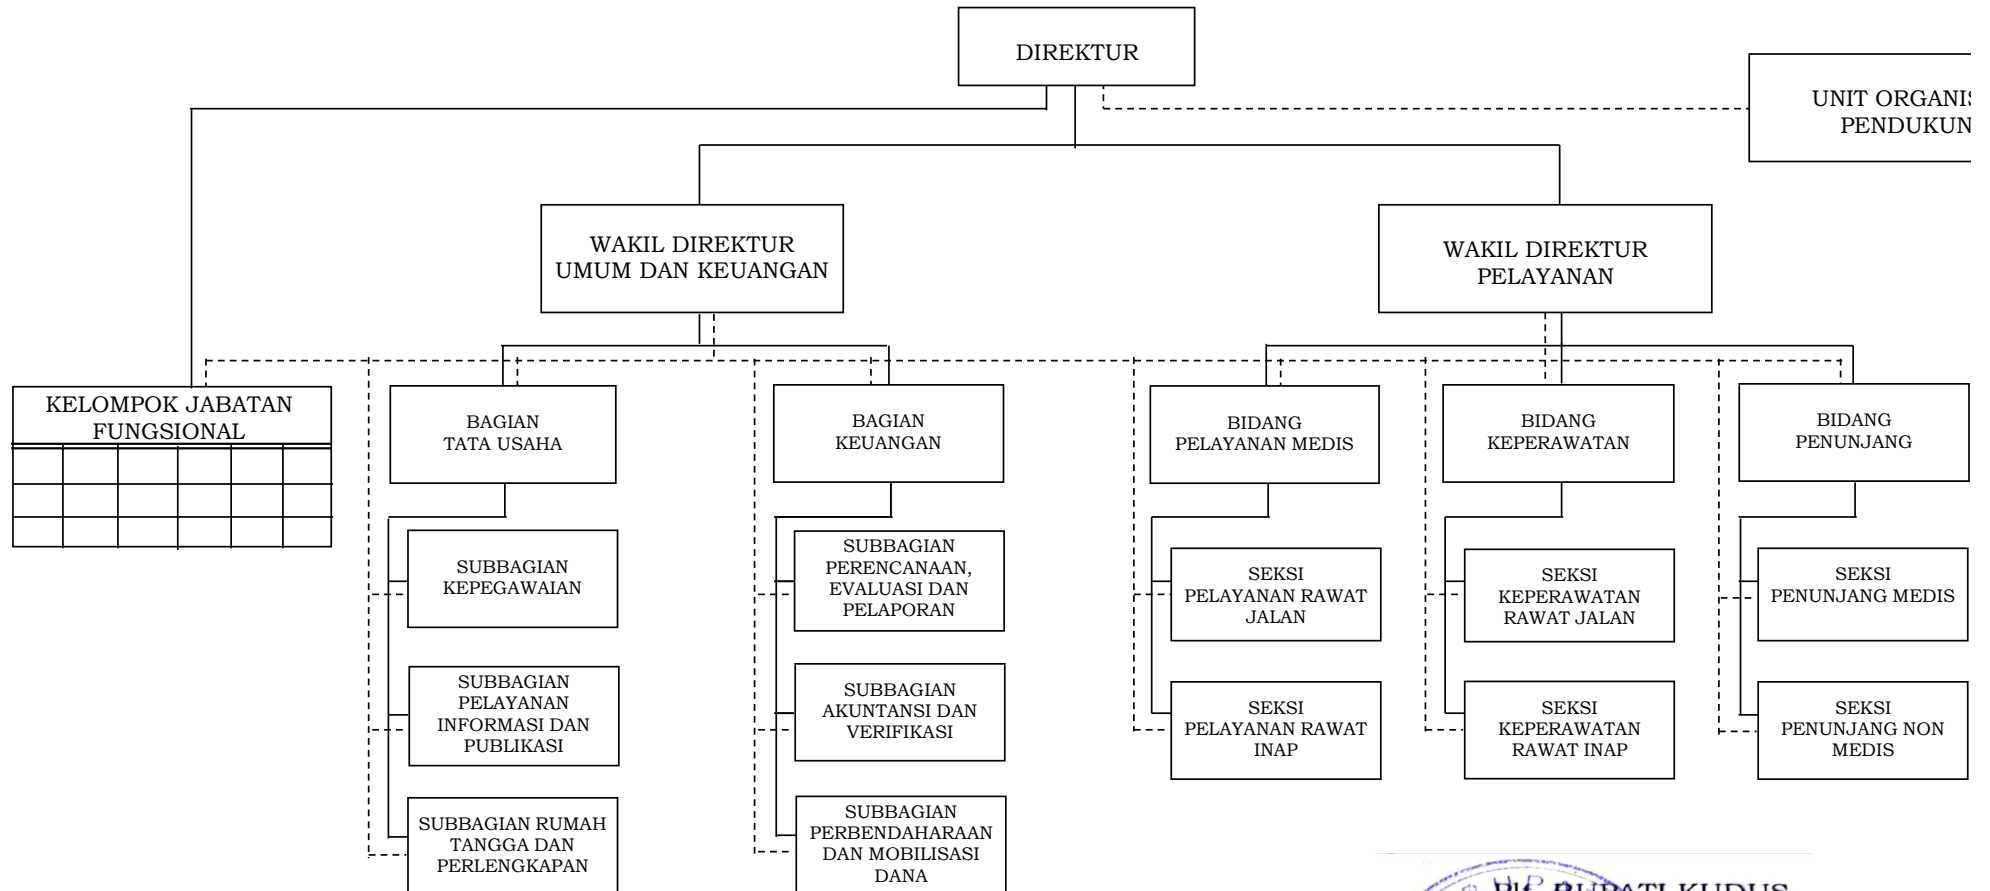 DIREKTUR
UNIT ORGANIS
PENDUKUN
WAKIL DIREKTUR
UMUM DAN KEUANGAN
WAKIL DIREKTUR
PELAYANAN
KELOMPOK JABATAN
FUNGSIONAL
BAGIAN
TATA USAHA
BAGIAN
KEUANGAN
BIDANG
PELAYANAN MEDIS
BIDANG
KEPERAWATAN
BIDANG
PENUNJANG
SUBBAGIAN
KEPEGAWAIAN
SUBBAGIAN
PELAYANAN
INFORMASI DAN
PUBLIKASI
SUBBAGIAN RUMAH
TANGGA DAN
PERLENGKAPAN
SUBBAGIAN
PERENCANAAN,
EVALUASI DAN
PELAPORAN
SUBBAGIAN
AKUNTANSI DAN
VERIFIKASI
SUBBAGIAN
PERBENDAHARAAN
DAN MOBILISASI
DANA
SEKSI
PELAYANAN RAWAT
JALAN
SEKSI
PELAYANAN RAWAT
INAP
SEKSI
KEPERAWATAN
RAWAT JALAN
SEKSI
KEPERAWATAN
RAWAT INAP
SEKSI
PENUNJANG MEDIS
SEKSI
PENUNJANG NON
MEDIS
BUPATI KUDUS